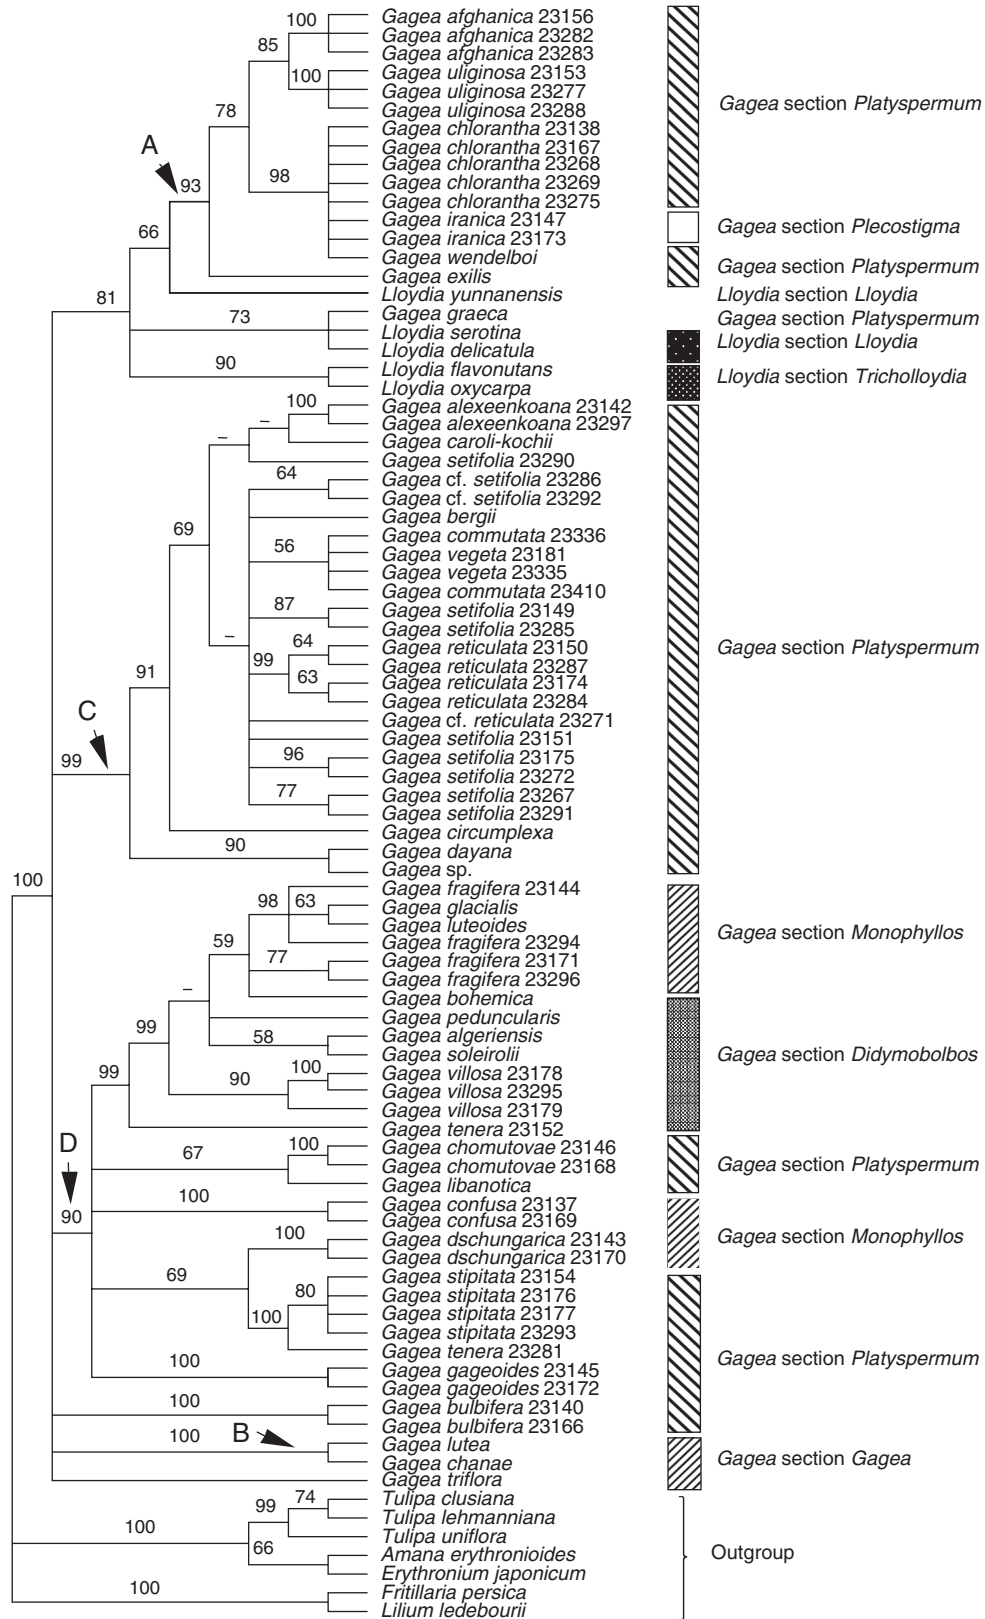 100
Gagea afghanica 23156
Gagea afghanica 23282
85
Gagea afghanica 23283
Gagea uliginosa 23153
100
Gagea uliginosa 23277
Gagea uliginosa 23288
78
Gagea chlorantha 23138
A
Gagea chlorantha 23167
Gagea chlorantha 23268
98
93
Gagea chlorantha 23269
Gagea chlorantha 23275
Gagea iranica 23147
66
Gagea iranica 23173
Gagea wendelboi
Gagea exilis
Lloydia yunnanensis
81
Gagea graeca
73
Lloydia serotina
Lloydia delicatula
90
Lloydia flavonutans
Lloydia oxycarpa
100
Gagea alexeenkoana 23142
–
Gagea alexeenkoana 23297
–
Gagea caroli-kochii
Gagea setifolia 23290
64
Gagea cf. setifolia 23286
Gagea cf. setifolia 23292
Gagea bergii
69
56
Gagea commutata 23336
Gagea vegeta 23181
Gagea vegeta 23335
Gagea commutata 23410
87
Gagea setifolia 23149
Gagea setifolia 23285
–
64
Gagea reticulata 23150
99
Gagea reticulata 23287
91
63
Gagea reticulata 23174
Gagea reticulata 23284
C
Gagea cf. reticulata 23271
Gagea setifolia 23151
99
96
Gagea setifolia 23175
Gagea setifolia 23272
77
Gagea setifolia 23267
Gagea setifolia 23291
Gagea circumplexa
90
Gagea dayana
Gagea sp.
100
Gagea fragifera 23144
98
63
Gagea glacialis
Gagea luteoides
59
Gagea fragifera 23294
77
Gagea fragifera 23171
Gagea fragifera 23296
–
Gagea bohemica
Gagea peduncularis
99
58
Gagea algeriensis
Gagea soleirolii
99
100
Gagea villosa 23178
90
Gagea villosa 23295
Gagea villosa 23179
Gagea tenera 23152
D
67
100
Gagea chomutovae 23146
Gagea chomutovae 23168
Gagea libanotica
90
100
Gagea confusa 23137
Gagea confusa 23169
100
Gagea dschungarica 23143
Gagea dschungarica 23170
69
Gagea stipitata 23154
80
Gagea stipitata 23176
100
Gagea stipitata 23177
Gagea stipitata 23293
Gagea tenera 23281
100
Gagea gageoides 23145
Gagea gageoides 23172
100
Gagea bulbifera 23140
Gagea bulbifera 23166
100
B
Gagea lutea
Gagea chanae
Gagea triflora
74
Tulipa clusiana
99
Tulipa lehmanniana
100
Tulipa uniflora
66
Amana erythronioides
Erythronium japonicum
100
Fritillaria persica
Lilium ledebourii
Gagea section Platyspermum
Gagea section Plecostigma
Gagea section Platyspermum
Lloydia section Lloydia
Gagea section Platyspermum
Lloydia section Lloydia
Lloydia section Tricholloydia
Gagea section Platyspermum
Gagea section Monophyllos
Gagea section Didymobolbos
Gagea section Platyspermum
Gagea section Monophyllos
Gagea section Platyspermum
Gagea section Gagea
Outgroup